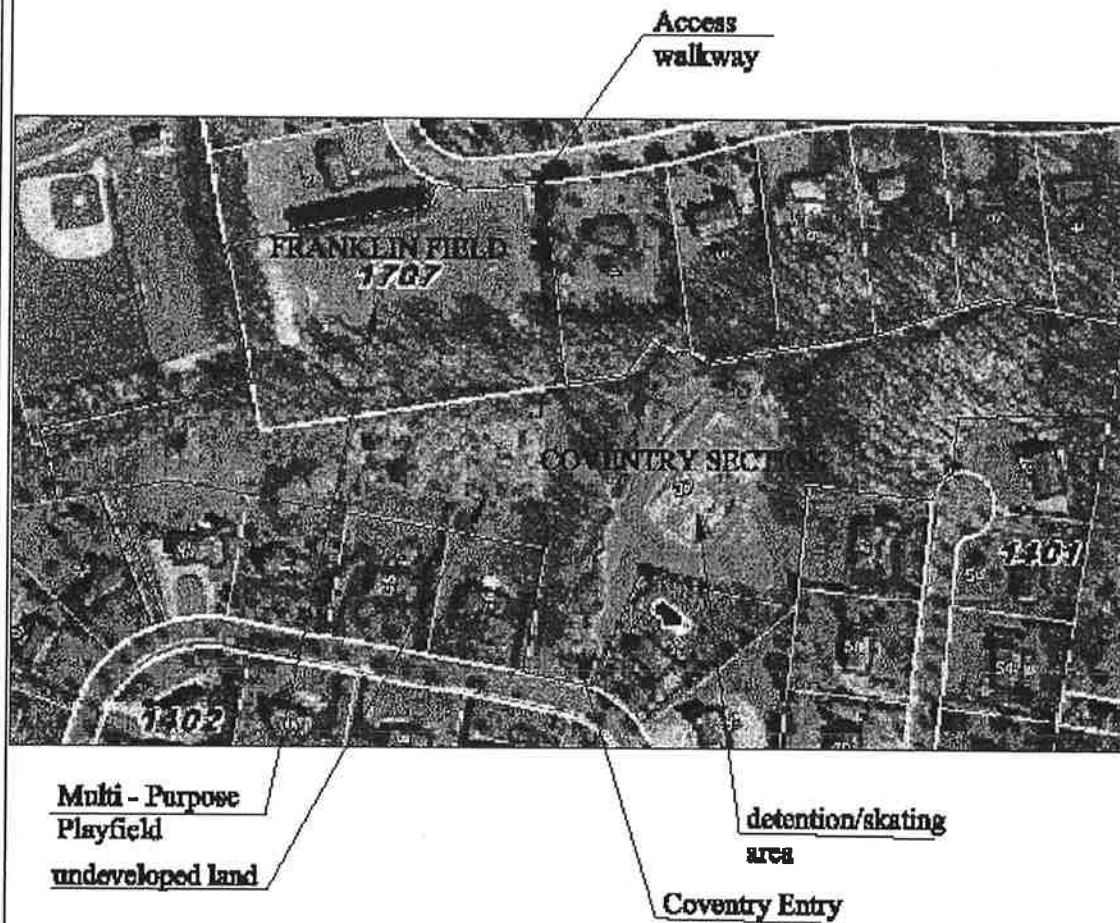 Access
walkway
FRANKLIN FIELD
1707
COVENTRY SECTION
1401
1402
Multi - Purpose
Playfield
undeveloped land
detention/skating
area
Coventry Entry